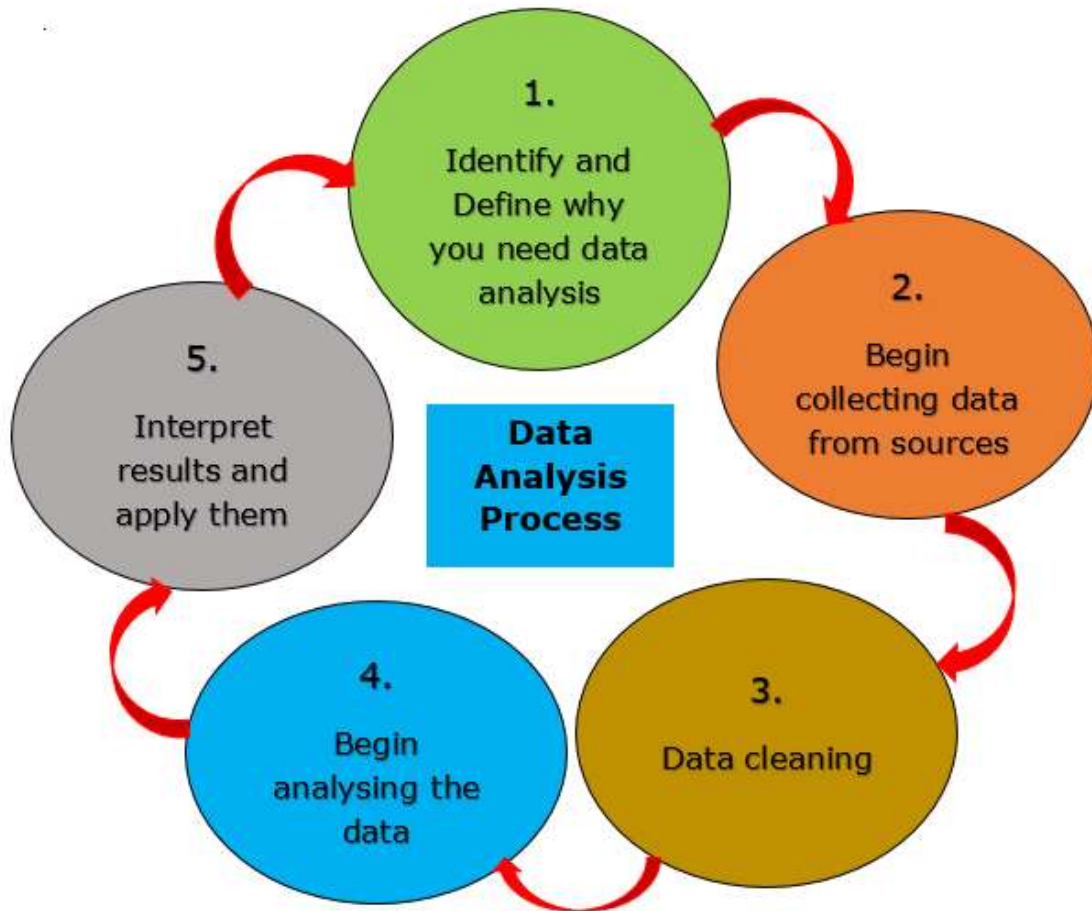 1.
Identify and
Define why
you need data
analysis
2.
Begin
collecting data
from sources
3.
Data cleaning
4.
Begin
analysing the
data
5.
Interpret
results and
apply them
Data
Analysis
Process